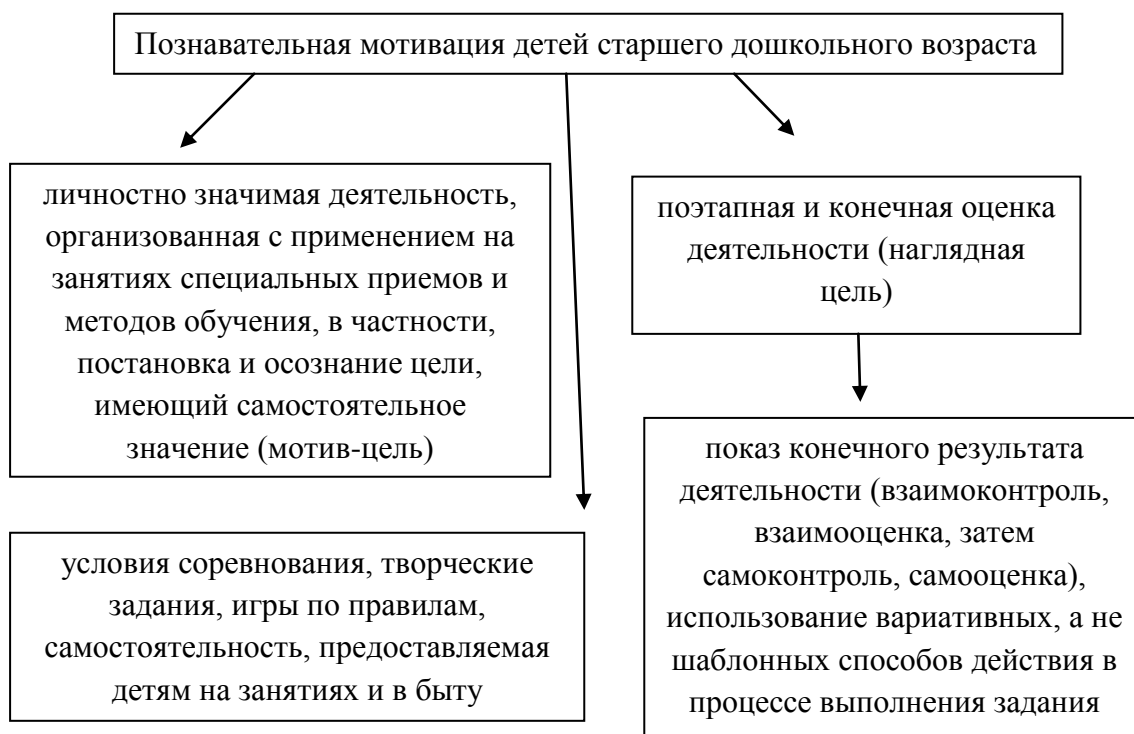 Познавательная мотивация детей старшего дошкольного возраста
личностно значимая деятельность,
организованная с применением на
занятиях специальных приемов и
методов обучения, в частности,
постановка и осознание цели,
имеющий самостоятельное
значение (мотив-цель)
поэтапная и конечная оценка
деятельности (наглядная
цель)
условия соревнования, творческие
задания, игры по правилам,
самостоятельность, предоставляемая
детям на занятиях и в быту
показ конечного результата
деятельности (взаимоконтроль,
взаимооценка, затем
самоконтроль, самооценка),
использование вариативных, а не
шаблонных способов действия в
процессе выполнения задания